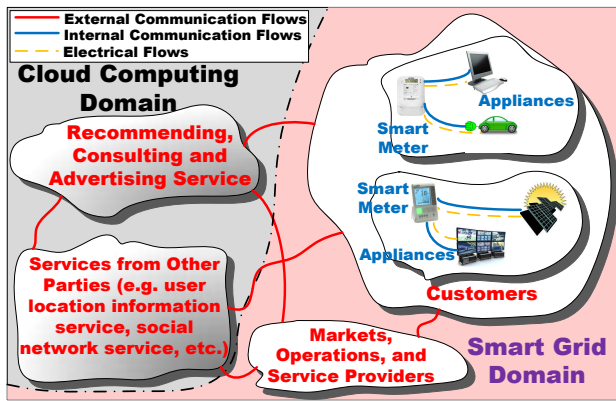 External Communication Flows
Internal Communication Flows
Electrical Flows
Cloud Computing
Domain
Recommending,
Consulting and
Advertising Service
Services from Other
Parties (e.g. user
location information
service, social
network service, etc.)
Appliances
Smart
Meter
Smart
Meter
Appliances
Customers
Markets,
Operations, and
Service Providers
Smart Grid
Domain